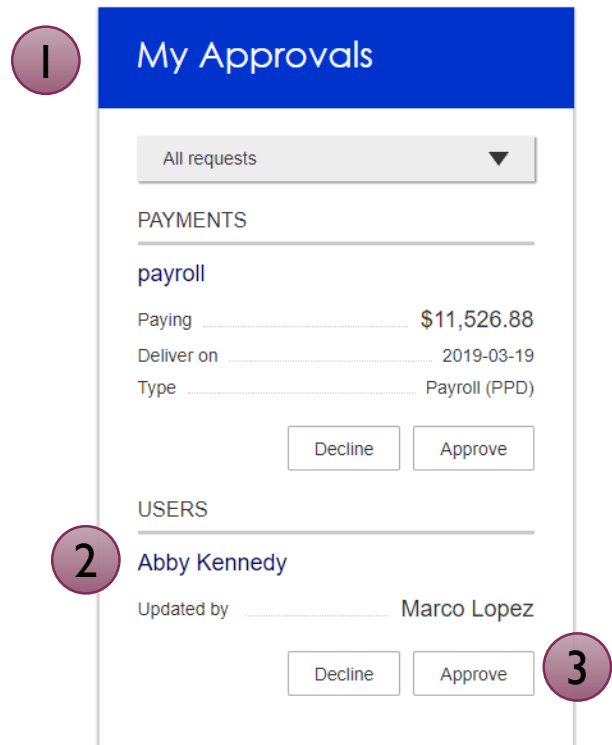 1
My Approvals
All requests
PAYMENTS
payroll
Paying $11,526.88
Deliver on 2019-03-19
Type Payroll (PPD)
Decline Approve
USERS
2
Abby Kennedy
Updated by Marco Lopez
Decline Approve
3